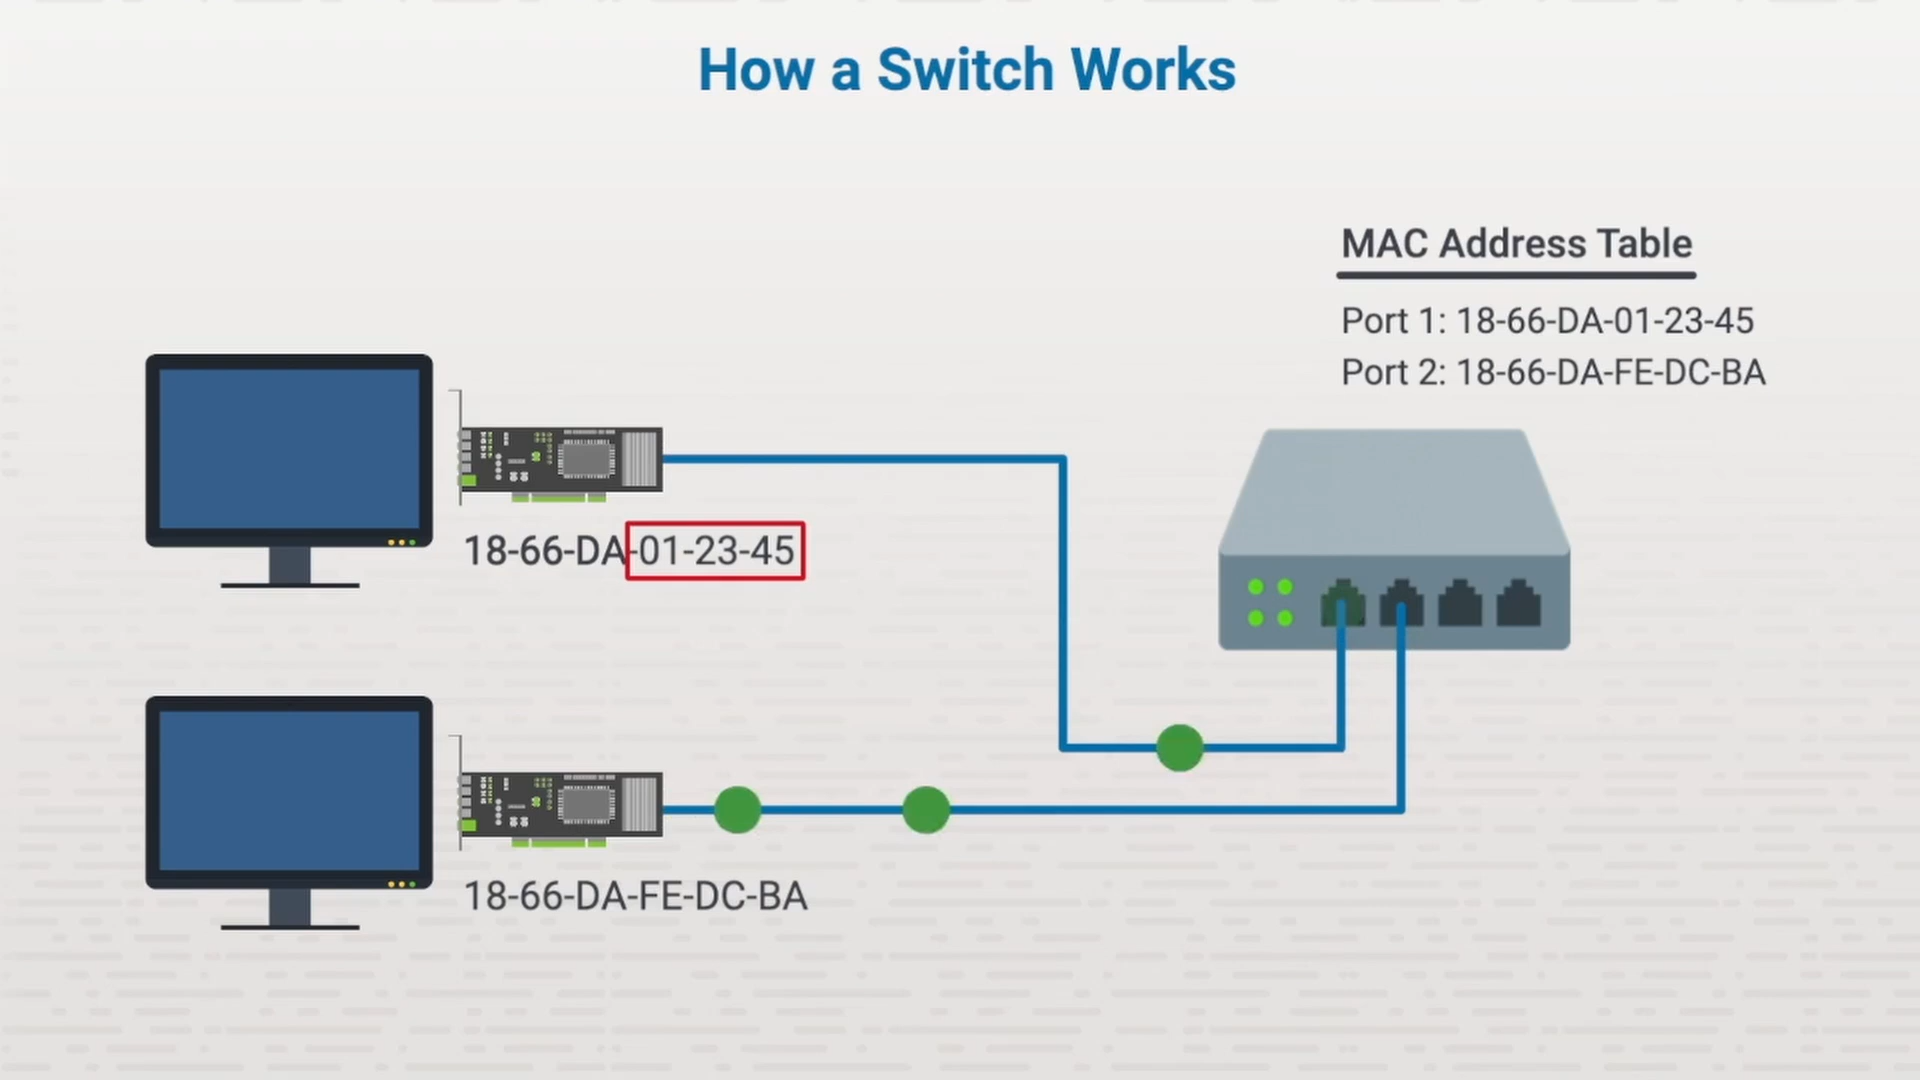 How a Switch Works
MAC Address Table
Port 1: 18-66-DA-01-23-45
Port 2: 18-66-DA-FE-DC-BA
18-66-DA-01-23-45
18-66-DA-FE-DC-BA